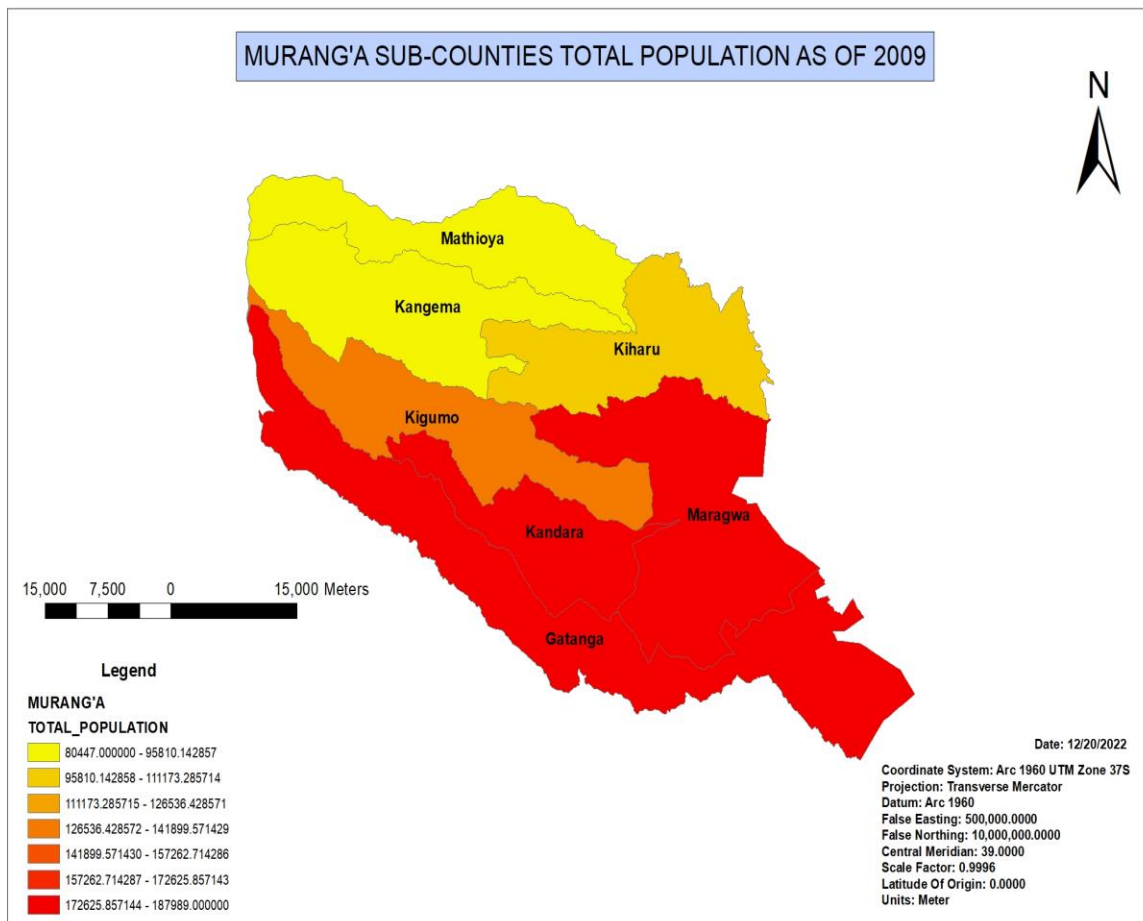 MURANG'A SUB-COUNTIES TOTAL POPULATION AS OF 2009
N
Mathioya
Kangema
Kiharu
Kigumo
Maragwa
Kandara
Gatanga
15,000 7,500 0 15,000 Meters
Legend
MURANG'A
TOTAL_POPULATION
80447.000000 - 95810.142857
95810.142858 - 111173.285714
111173.285715 - 126536.428571
126536.428572 - 141899.571429
141899.571430 - 157262.714286
157262.714287 - 172625.857143
172625.857144 - 187989.000000
Date: 12/20/2022
Coordinate System: Arc 1960 UTM Zone 37S
Projection: Transverse Mercator
Datum: Arc 1960
False Easting: 500,000.0000
False Northing: 10,000,000.0000
Central Meridian: 39.0000
Scale Factor: 0.9996
Latitude Of Origin: 0.0000
Units: Meter